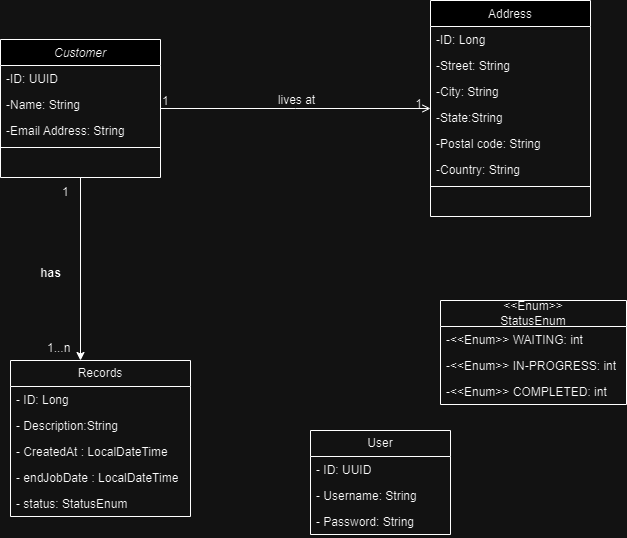 Customer
-ID: UUID
-Name: String
-Email Address: String
Address
-ID: Long
-Street: String
-City: String
-State:String
-Postal code: String
-Country: String
1
lives at
1
1
has
1...n
Records
- ID: Long
- Description:String
- CreatedAt : LocalDateTime
- endJobDate : LocalDateTime
- status: StatusEnum
<<Enum>>
StatusEnum
-<<Enum>> WAITING: int
-<<Enum>> IN-PROGRESS: int
-<<Enum>> COMPLETED: int
User
- ID: UUID
- Username: String
- Password: String